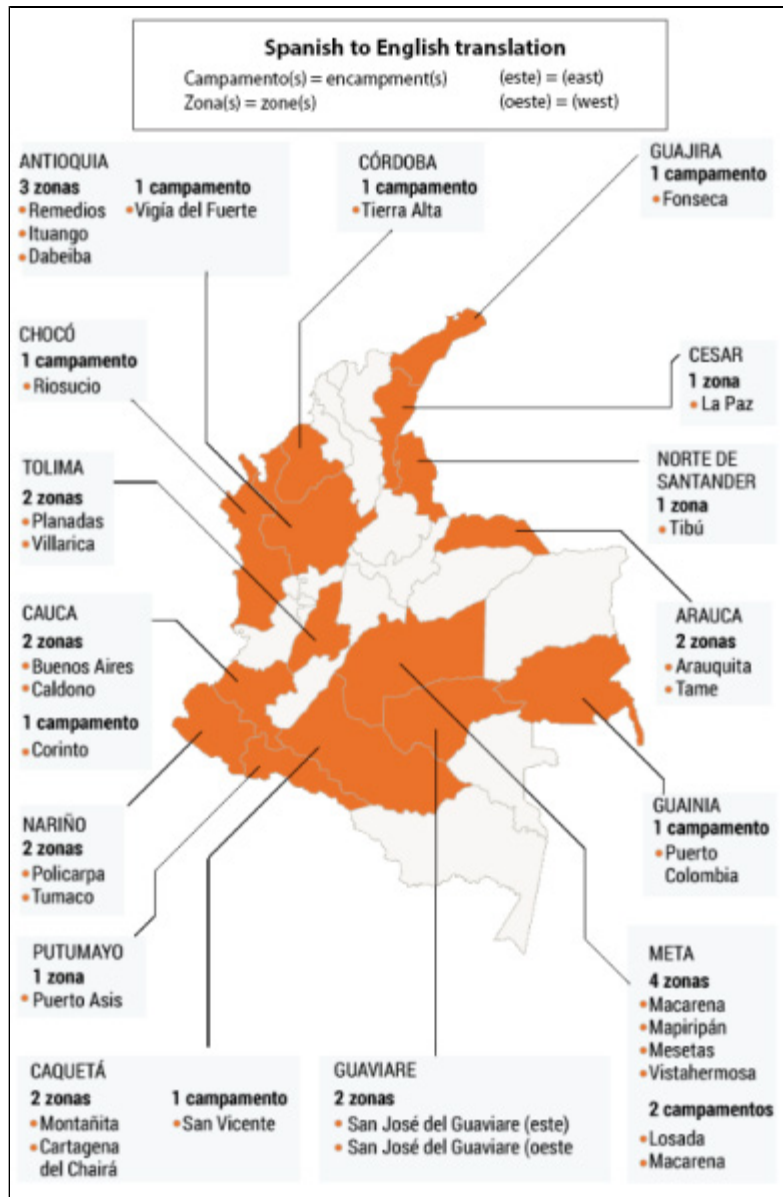 Spanish to English translation
Campamento(s) = encampment(s)
(este) = (east)
Zona(s) = zone(s)
(oeste) = (west)
ANTIOQUIA
3 zonas
• Remedios
• Ituango
• Dabeiba
1 campamento
• Vigía del Fuerte
CÓRDOBA
1 campamento
• Tierra Alta
GUAJIRA
1 campamento
• Fonseca
CHOCÓ
1 campamento
• Riosucio
CESAR
1 zona
• La Paz
TOLIMA
2 zonas
• Planadas
• Villarica
NORTE DE
SANTANDER
1 zona
• Tibú
CAUCA
2 zonas
• Buenos Aires
• Caldono
1 campamento
• Corinto
ARAUCA
2 zonas
• Arauquita
• Tame
NARIÑO
2 zonas
• Policarpa
• Tumaco
GUAINIA
1 campamento
• Puerto
Colombia
PUTUMAYO
1 zona
• Puerto Asis
META
4 zonas
• Macarena
• Mapiripán
• Mesetas
• Vistahermosa
2 campamentos
• Losada
• Macarena
CAQUETÁ
2 zonas
• Montañita
• Cartagena
del Chairá
1 campamento
• San Vicente
GUAVIARE
2 zonas
• San José del Guaviare (este)
• San José del Guaviare (oeste